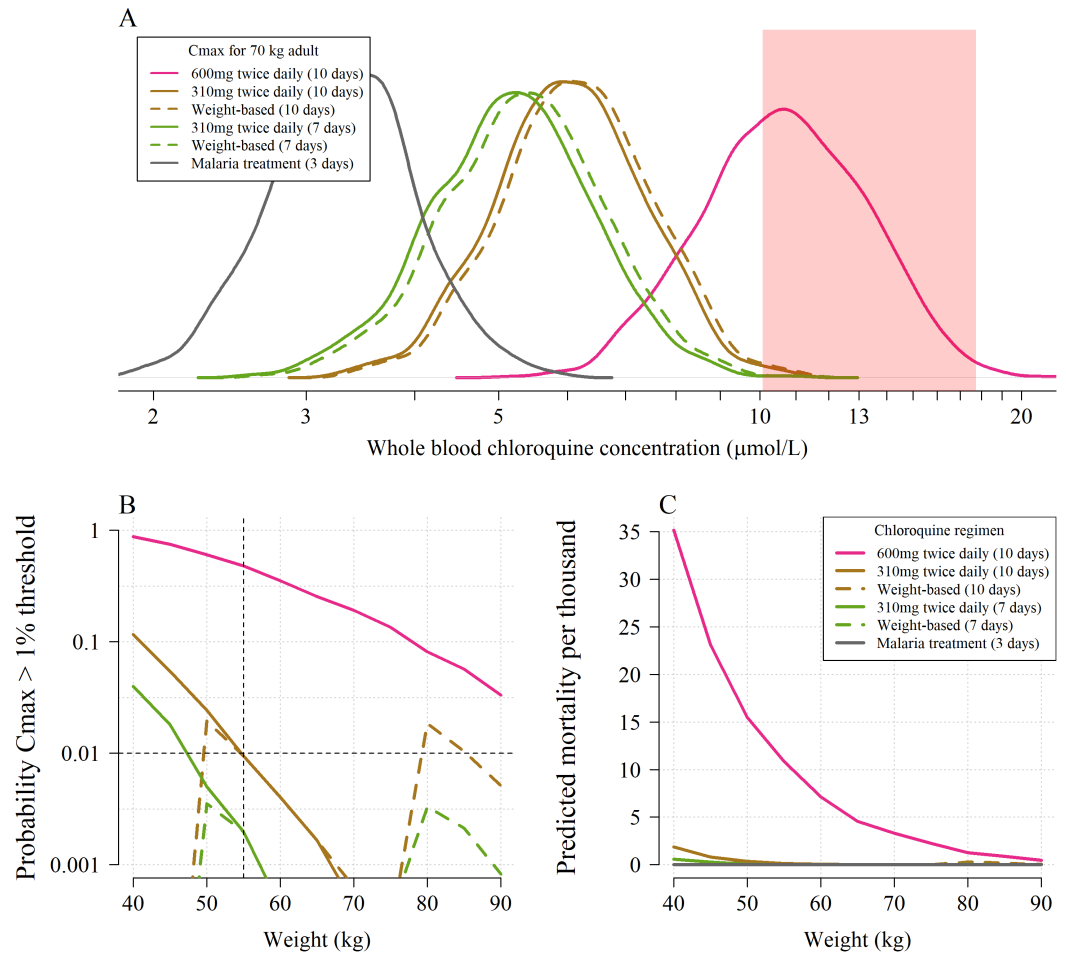 A
Cmax for 70 kg adult
600mg twice daily (10 days)
310mg twice daily (10 days)
Weight-based (10 days)
310mg twice daily (7 days)
Weight-based (7 days)
Malaria treatment (3 days)
2 3 5 10 13 20
Whole blood chloroquine concentration (μmol/L)
B
Probability Cmax > 1% threshold
1
0.1
0.01
0.001
40 50 60 70 80 90
Weight (kg)
C
Predicted mortality per thousand
Chloroquine regimen
600mg twice daily (10 days)
310mg twice daily (10 days)
Weight-based (10 days)
310mg twice daily (7 days)
Weight-based (7 days)
Malaria treatment (3 days)
35
30
25
20
15
10
5
0
40 50 60 70 80 90
Weight (kg)